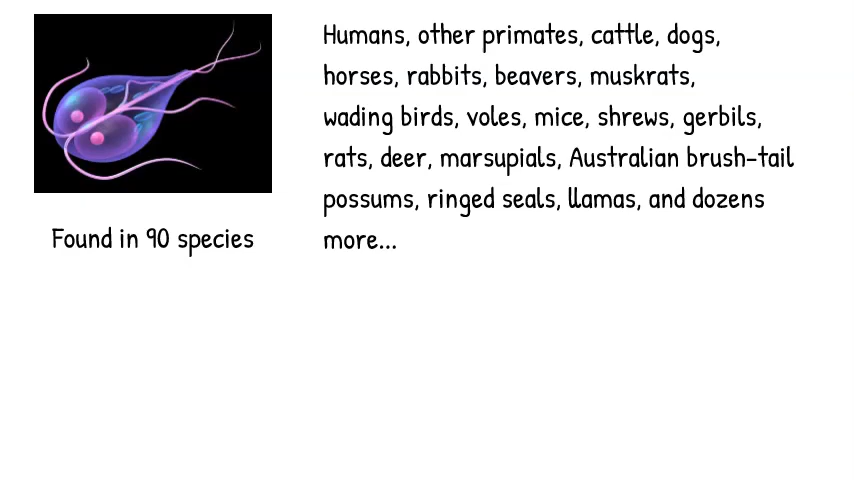 Humans, other primates, cattle, dogs,
horses, rabbits, beavers, muskrats,
wading birds, voles, mice, shrews, gerbils,
rats, deer, marsupials, Australian brush-tail
possums, ringed seals, llamas, and dozens
more...
Found in 90 species